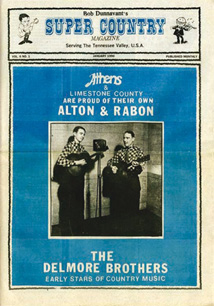 Bob Dunnavant's
SUPER COUNTRY
MAGAZINE
Serving The Tennessee Valley, U.S.A.
PUBLISHED MONTHLY
Athens
&
LIMESTONE COUNTY
ARE PROUD OF THEIR OWN
ALTON & RABON
THE
DELMORE BROTHERS
EARLY STARS OF COUNTRY MUSIC